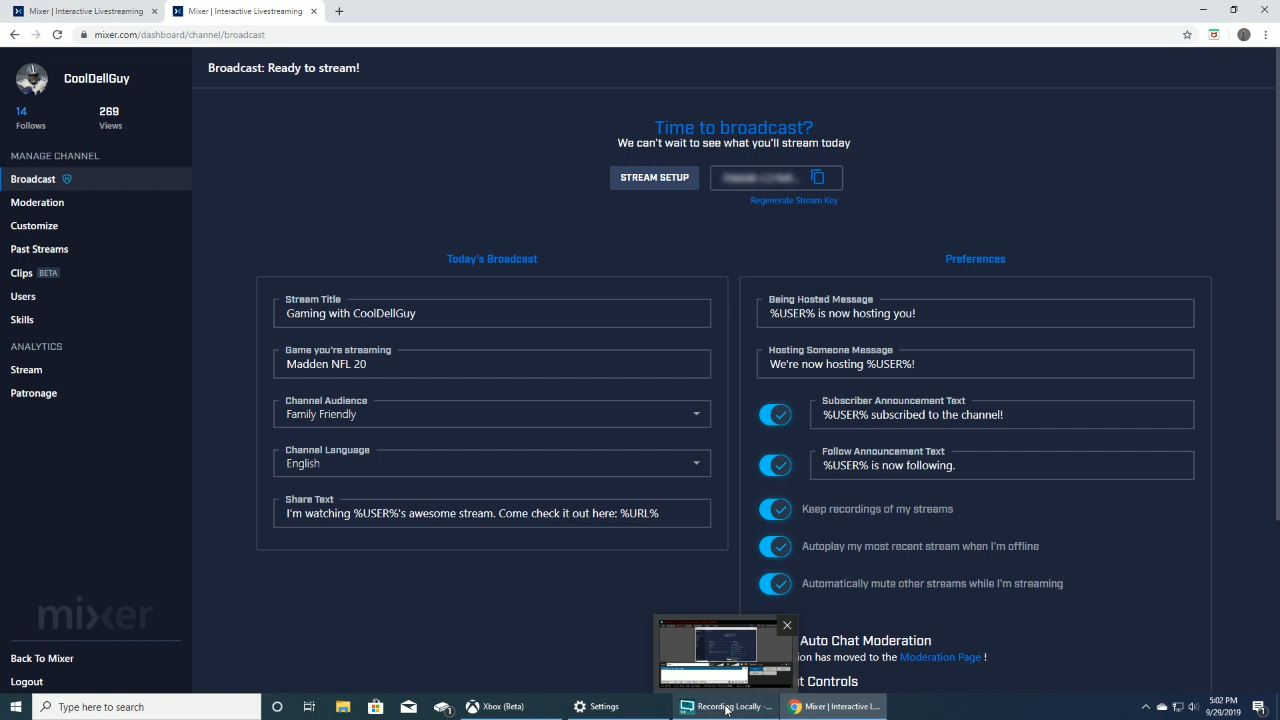 Mixer | Interactive Livestreaming
Mixer | Interactive Livestreaming
mixer.com/dashboard/channel/broadcast
CoolDellGuy
14
269
Follows
Views
MANAGE CHANNEL
Broadcast
Moderation
Customize
Past Streams
Clips BETA
Users
Skills
ANALYTICS
Stream
Patronage
mixer
Back To Mixer
Logout
Broadcast: Ready to stream!
Time to broadcast?
We can't wait to see what you'll stream today
STREAM SETUP
Regenerate Stream Key
Today's Broadcast
Stream Title
Gaming with CoolDellGuy
Game you're streaming
Madden NFL 20
Channel Audience
Family Friendly
Channel Language
English
Share Text
I'm watching %USER%'s awesome stream. Come check it out here: %URL%
Preferences
Being Hosted Message
%USER% is now hosting you!
Hosting Someone Message
We're now hosting %USER%!
Subscriber Announcement Text
%USER% subscribed to the channel!
Follow Announcement Text
%USER% is now following.
Keep recordings of my streams
Autoplay my most recent stream when I'm offline
Automatically mute other streams while I'm streaming
Auto Chat Moderation
ion has moved to the Moderation Page !
t Controls
Type here to search
Xbox (Beta)
Settings
Recording Locally - ...
Mixer | Interactive L...
5:02 PM
9/29/2019